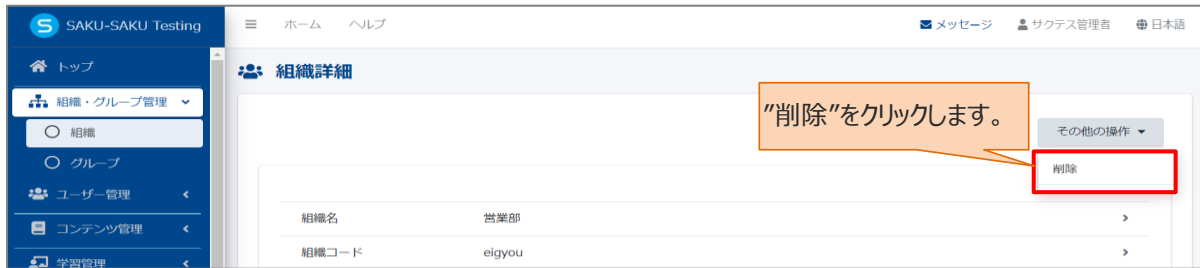 S SAKU-SAKU Testing
ホーム ヘルプ
メッセージ サクテス管理者 日本語
トップ
組織・グループ管理
組織
グループ
ユーザー管理
コンテンツ管理
学習管理
組織詳細
"削除"をクリックします。
その他の操作
削除
組織名 営業部
組織コード eigyou